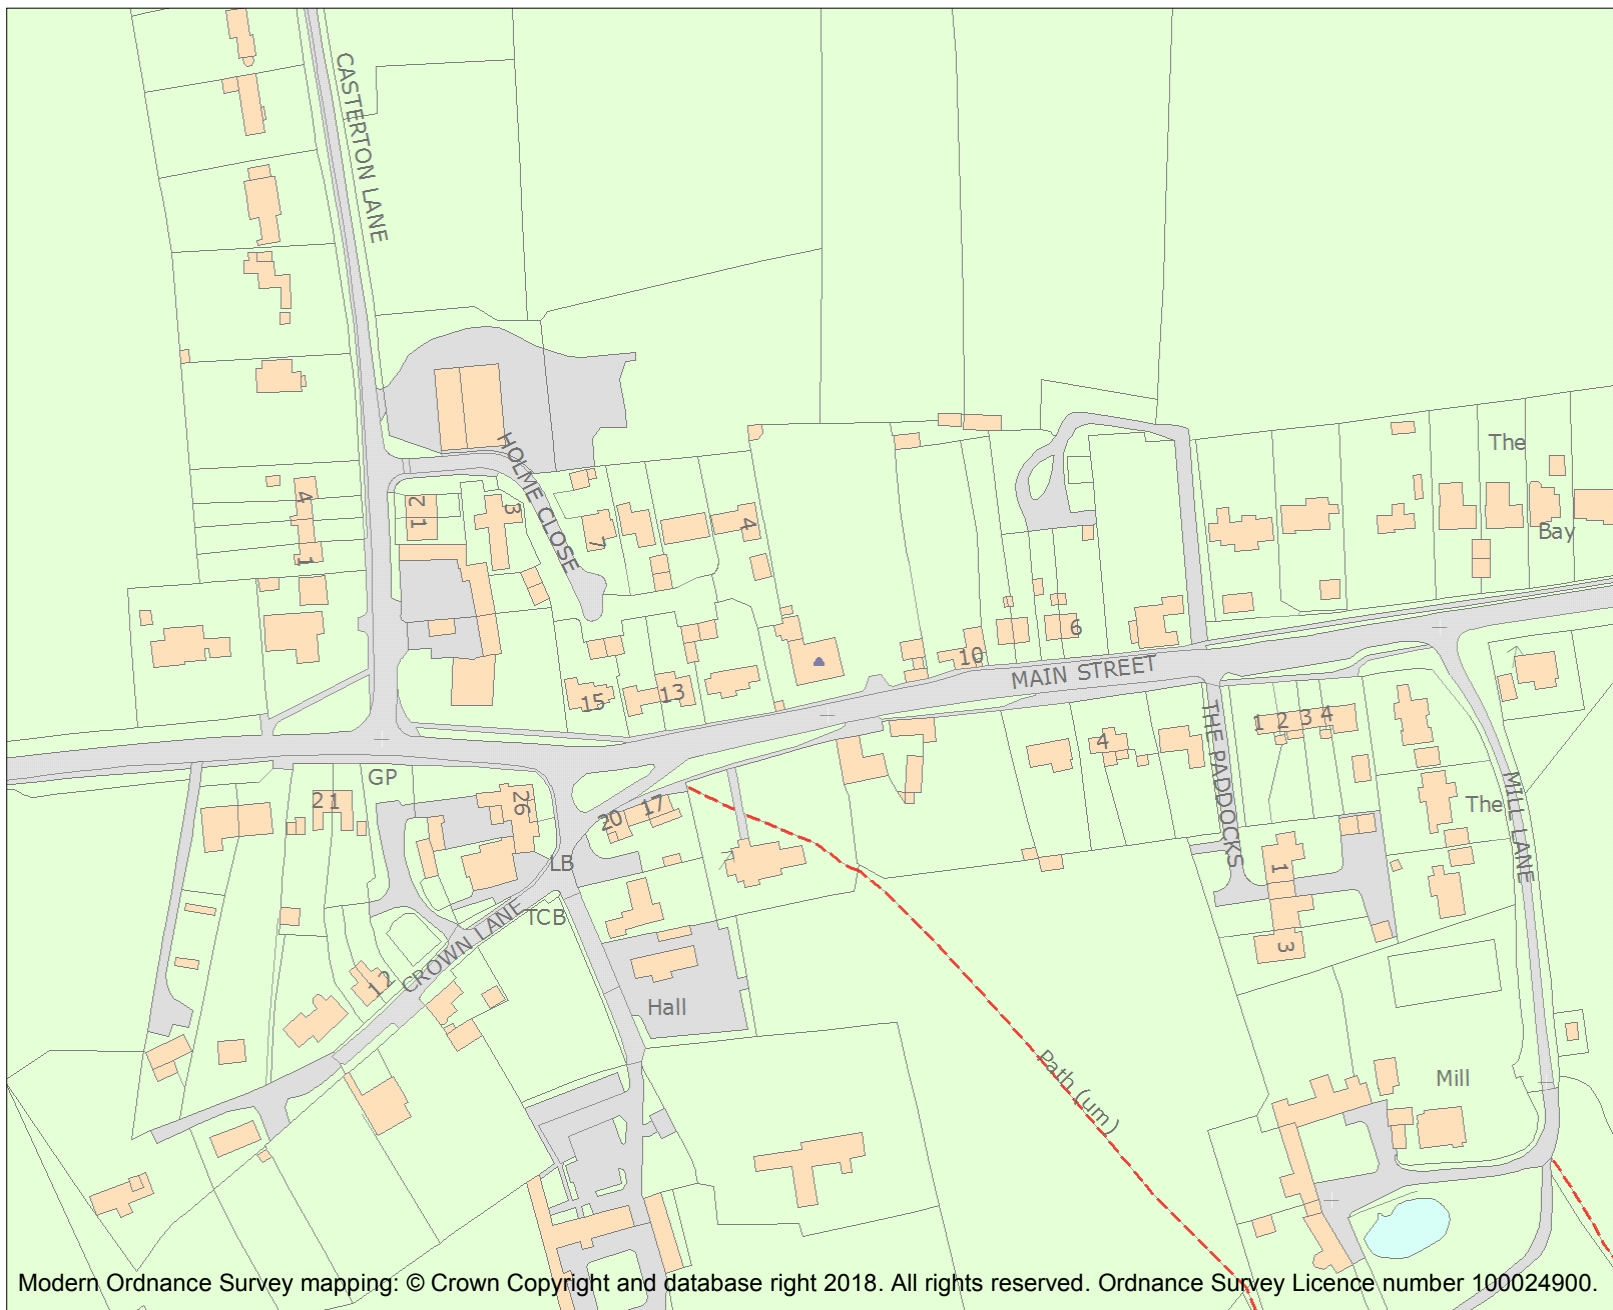 CASTERTON LANE
The
HOLME CLOSE
4
1
2
1
3
7
4
Bay
6
10
MAIN STREET
15
13
THE PADDOCKS
1 2 3 4
4
GP
2 1
26
20
17
MILL LANE
The
LB
1
TCB
CROWN LANE
12
3
Hall
Path (um)
Mill
Modern Ordnance Survey mapping: © Crown Copyright and database right 2018. All rights reserved. Ordnance Survey Licence number 100024900.